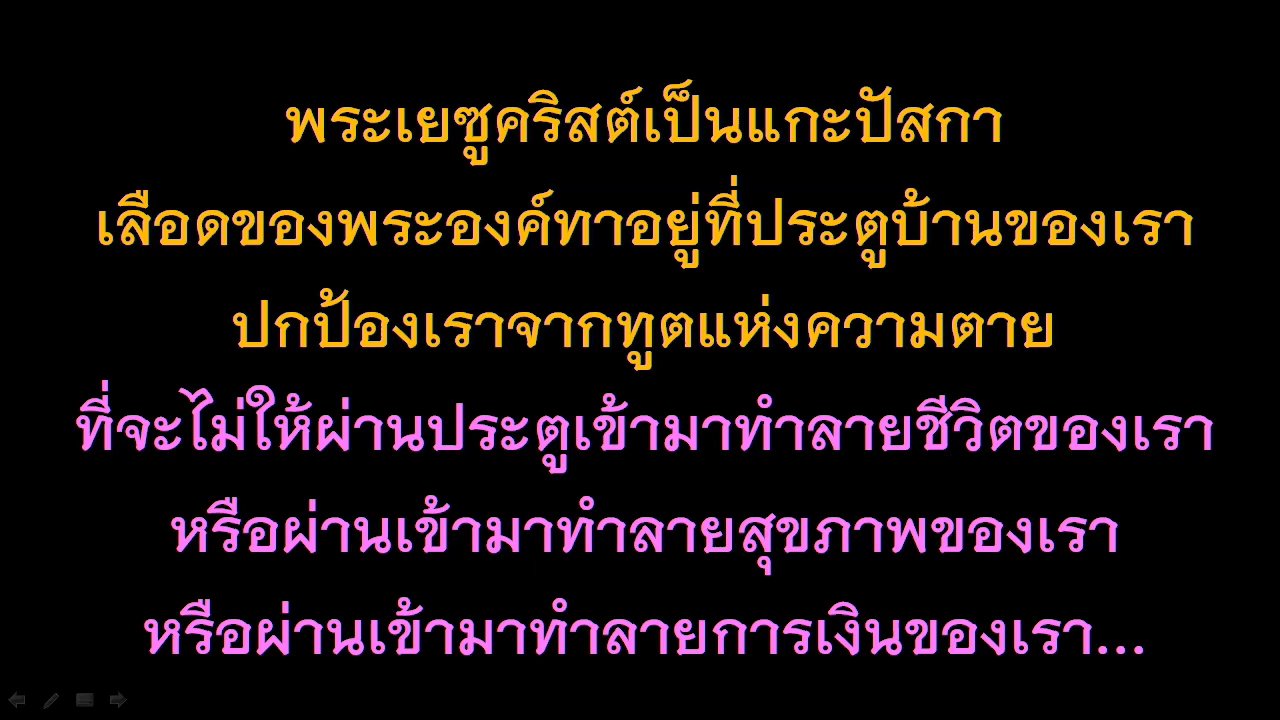 พระเยซูคริสต์เป็นแกะปัสกา
เลือดของพระองค์ทาอยู่ที่ประตูบ้านของเรา
ปกป้องเราจากทูตแห่งความตาย
ที่จะไม่ให้ผ่านประตูเข้ามาทำลายชีวิตของเรา
หรือผ่านเข้ามาทำลายสุขภาพของเรา
หรือผ่านเข้ามาทำลายการเงินของเรา...